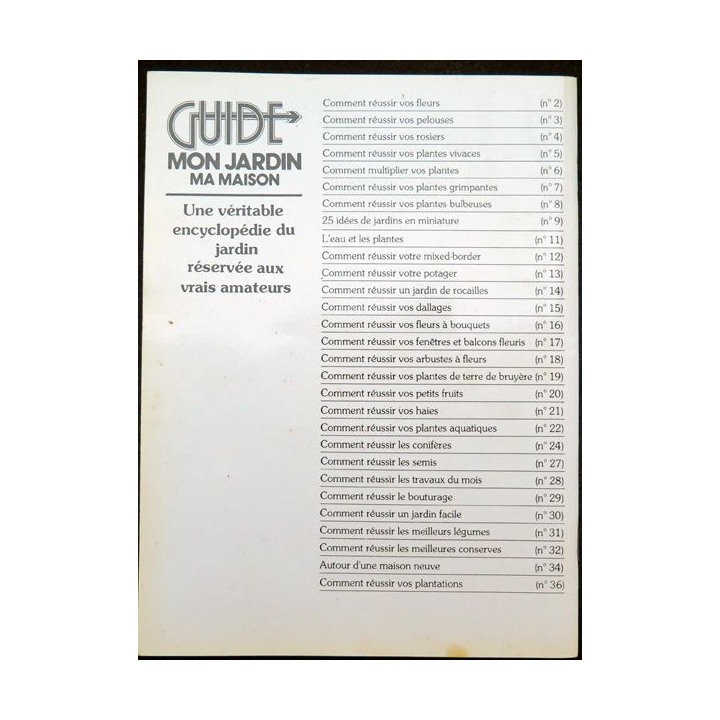 GUIDE
MON JARDIN
MA MAISON
Une véritable
encyclopédie du
jardin
réservée aux
vrais amateurs
Comment réussir vos fleurs (n° 2)
Comment réussir vos pelouses (n° 3)
Comment réussir vos rosiers (n° 4)
Comment réussir vos plantes vivaces (n° 5)
Comment multiplier vos plantes (n° 6)
Comment réussir vos plantes grimpantes (n° 7)
Comment réussir vos plantes bulbeuses (n° 8)
25 idées de jardins en miniature (n° 9)
L'eau et les plantes (n° 11)
Comment réussir votre mixed-border (n° 12)
Comment réussir votre potager (n° 13)
Comment réussir un jardin de rocailles (n° 14)
Comment réussir vos dallages (n° 15)
Comment réussir vos fleurs à bouquets (n° 16)
Comment réussir vos fenêtres et balcons fleuris (n° 17)
Comment réussir vos arbustes à fleurs (n° 18)
Comment réussir vos plantes de terre de bruyère (n° 19)
Comment réussir vos petits fruits (n° 20)
Comment réussir vos haies (n° 21)
Comment réussir vos plantes aquatiques (n° 22)
Comment réussir les conifères (n° 24)
Comment réussir les semis (n° 27)
Comment réussir les travaux du mois (n° 28)
Comment réussir le bouturage (n° 29)
Comment réussir un jardin facile (n° 30)
Comment réussir les meilleurs légumes (n° 31)
Comment réussir les meilleures conserves (n° 32)
Autour d'une maison neuve (n° 34)
Comment réussir vos plantations (n° 36)